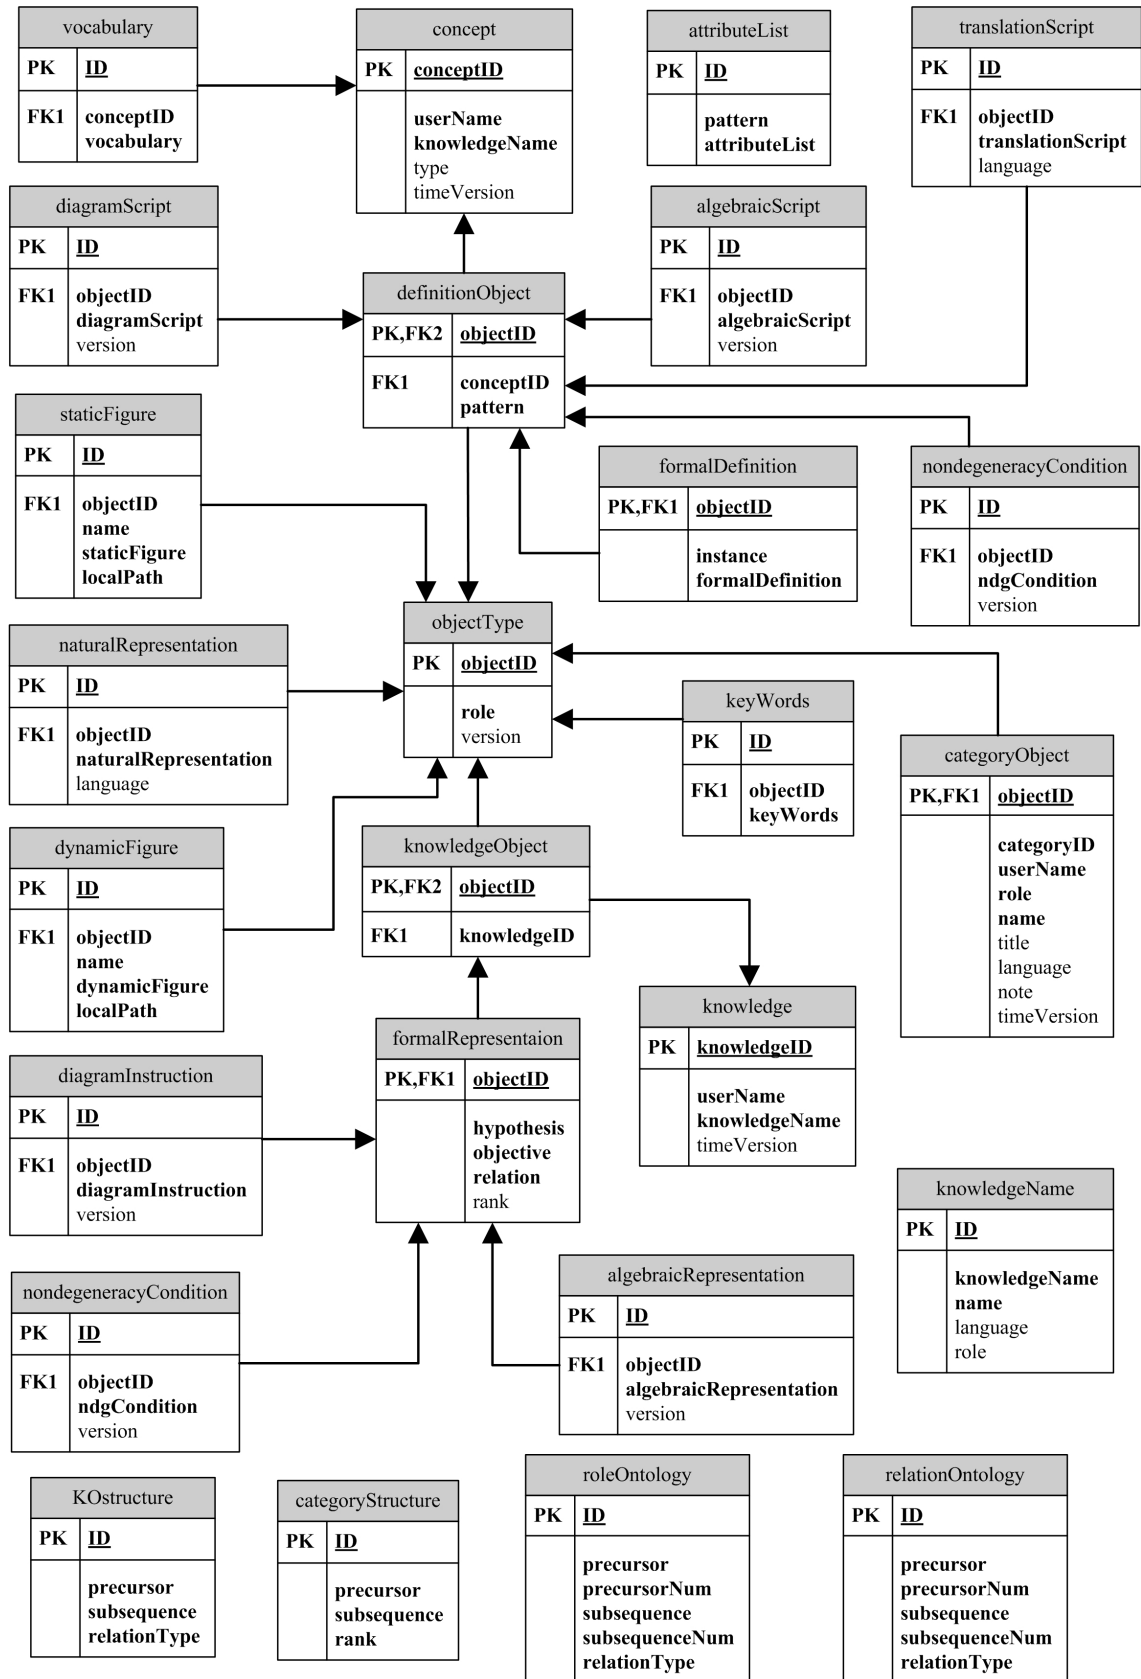 vocabulary
PK ID
FK1 conceptID
vocabulary
concept
PK conceptID
userName
knowledgeName
type
timeVersion
attributeList
PK ID
pattern
attributeList
translationScript
PK ID
FK1 objectID
translationScript
language
diagramScript
PK ID
FK1 objectID
diagramScript
version
definitionObject
PK,FK2 objectID
FK1 conceptID
pattern
algebraicScript
PK ID
FK1 objectID
algebraicScript
version
staticFigure
PK ID
FK1 objectID
name
staticFigure
localPath
formalDefinition
PK,FK1 objectID
instance
formalDefinition
nondegeneracyCondition
PK ID
FK1 objectID
ndgCondition
version
naturalRepresentation
PK ID
FK1 objectID
naturalRepresentation
language
objectType
PK objectID
role
version
keyWords
PK ID
FK1 objectID
keyWords
categoryObject
PK,FK1 objectID
categoryID
userName
role
name
title
language
note
timeVersion
dynamicFigure
PK ID
FK1 objectID
name
dynamicFigure
localPath
knowledgeObject
PK,FK2 objectID
FK1 knowledgeID
knowledge
PK knowledgeID
userName
knowledgeName
timeVersion
diagramInstruction
PK ID
FK1 objectID
diagramInstruction
version
formalRepresentaion
PK,FK1 objectID
hypothesis
objective
relation
rank
knowledgeName
PK ID
knowledgeName
name
language
role
nondegeneracyCondition
PK ID
FK1 objectID
ndgCondition
version
algebraicRepresentation
PK ID
FK1 objectID
algebraicRepresentation
version
KOstructure
PK ID
precursor
subsequence
relationType
categoryStructure
PK ID
precursor
subsequence
rank
roleOntology
PK ID
precursor
precursorNum
subsequence
subsequenceNum
relationType
relationOntology
PK ID
precursor
precursorNum
subsequence
subsequenceNum
relationType